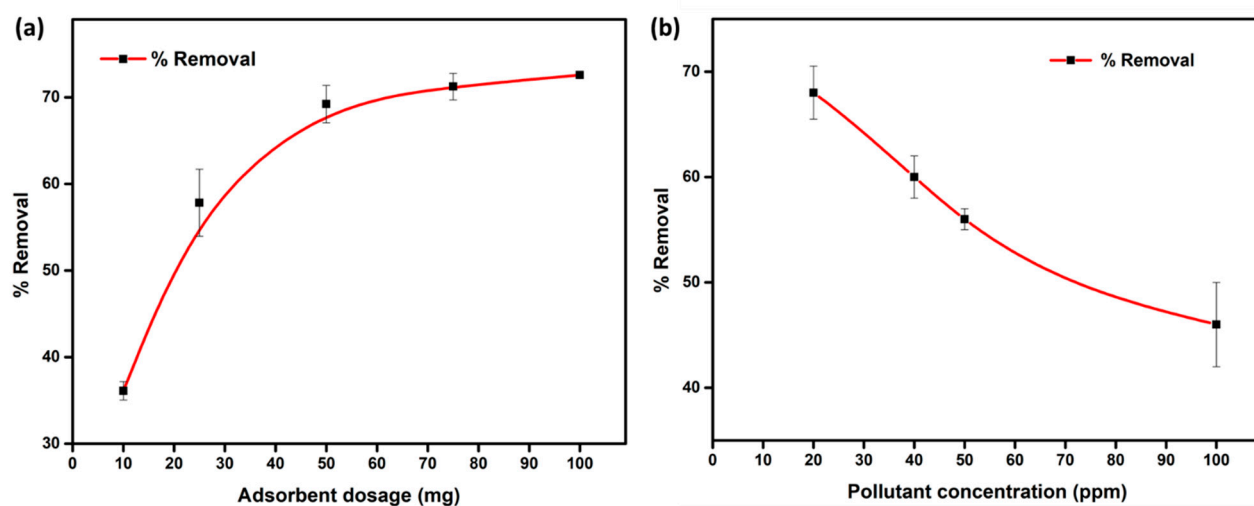 (a)
% Removal
% Removal
70
60
50
40
30
0 10 20 30 40 50 60 70 80 90 100
Adsorbent dosage (mg)
(b)
% Removal
% Removal
70
60
50
40
0 10 20 30 40 50 60 70 80 90 100
Pollutant concentration (ppm)